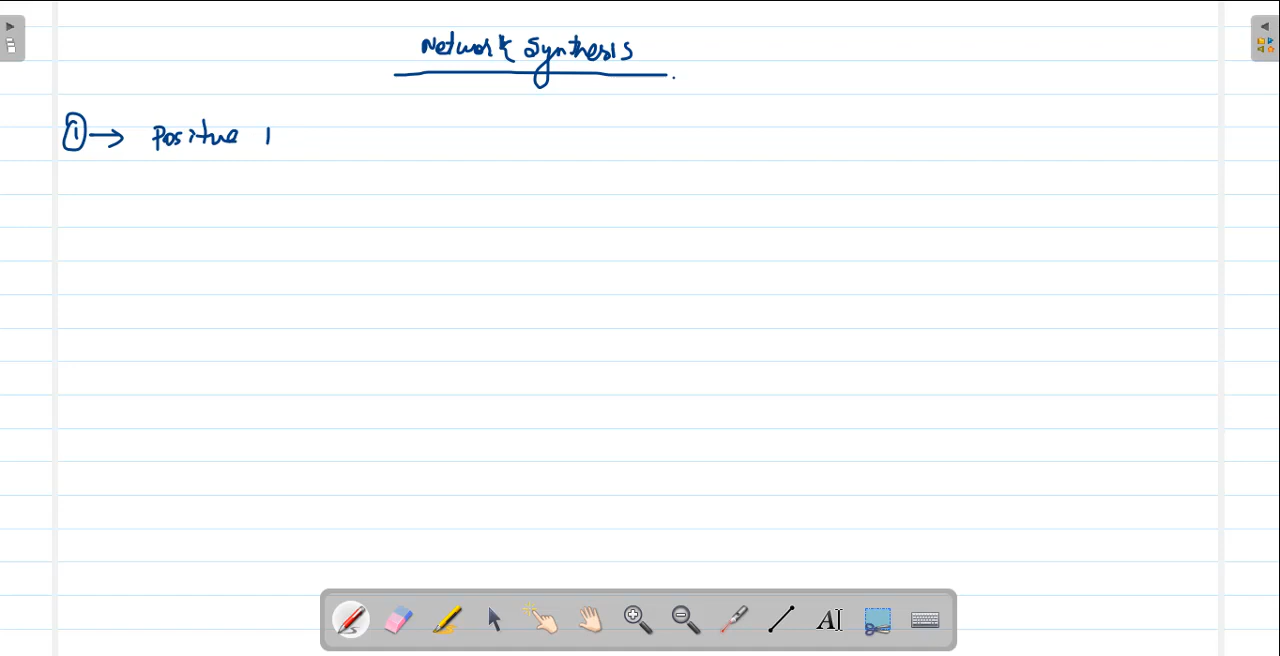 Network Synthesis
① → Positive